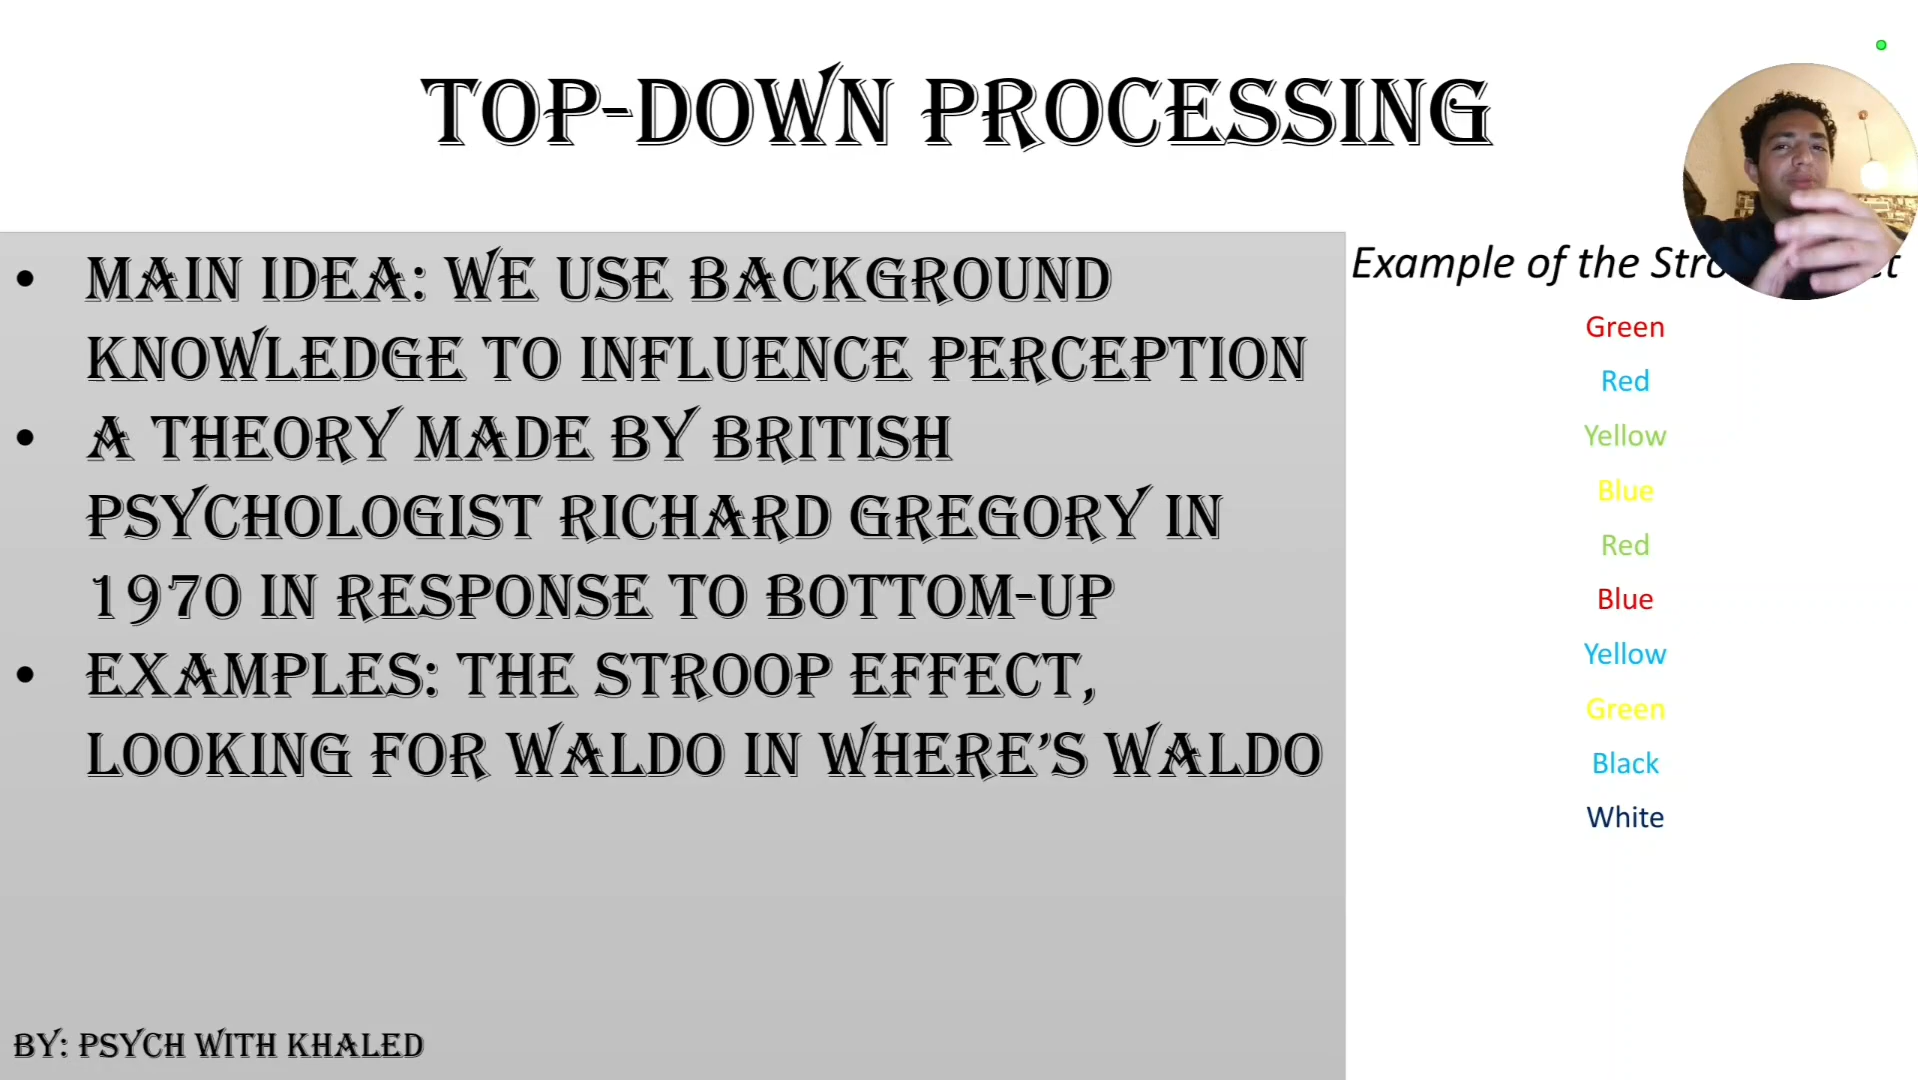 TOP-DOWN PROCESSING
• MAIN IDEA: WE USE BACKGROUND
KNOWLEDGE TO INFLUENCE PERCEPTION
• A THEORY MADE BY BRITISH
PSYCHOLOGIST RICHARD GREGORY IN
1970 IN RESPONSE TO BOTTOM-UP
• EXAMPLES: THE STROOP EFFECT,
LOOKING FOR WALDO IN WHERE'S WALDO
BY: PSYCH WITH KHALED
Example of the
Green
Red
Yellow
Blue
Red
Blue
Yellow
Green
Black
White